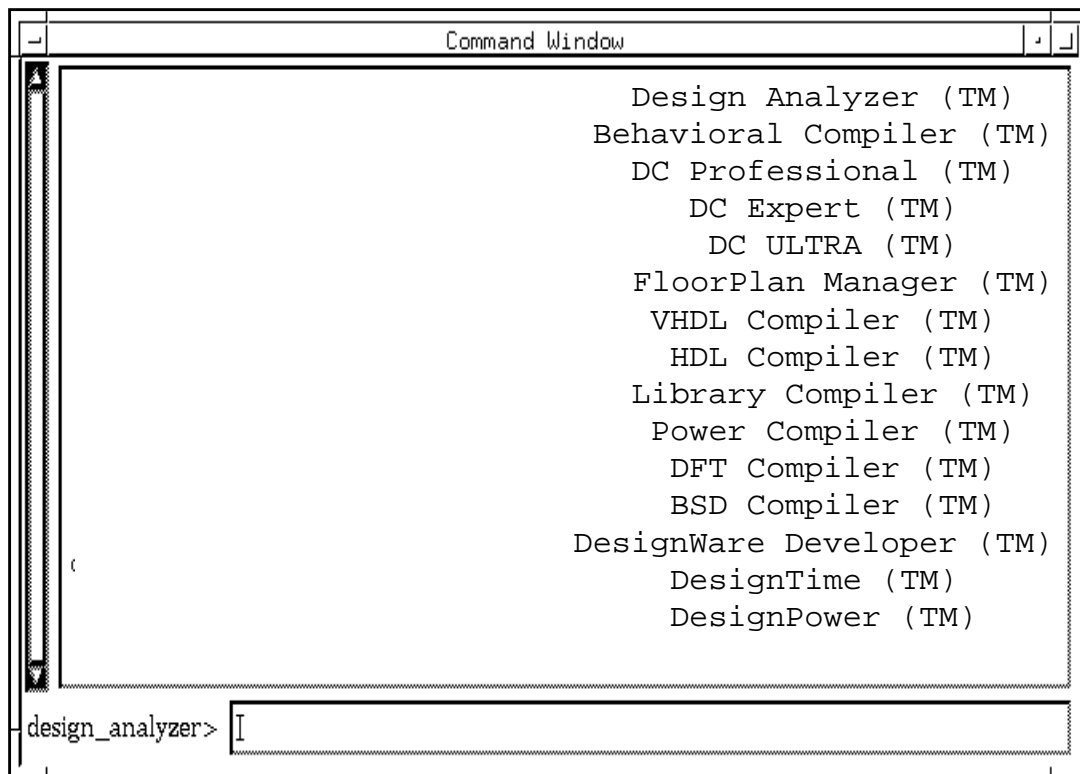 Command Window
Design Analyzer (TM)
Behavioral Compiler (TM)
DC Professional (TM)
DC Expert (TM)
DC ULTRA (TM)
FloorPlan Manager (TM)
VHDL Compiler (TM)
HDL Compiler (TM)
Library Compiler (TM)
Power Compiler (TM)
DFT Compiler (TM)
BSD Compiler (TM)
DesignWare Developer (TM)
DesignTime (TM)
DesignPower (TM)
design_analyzer>